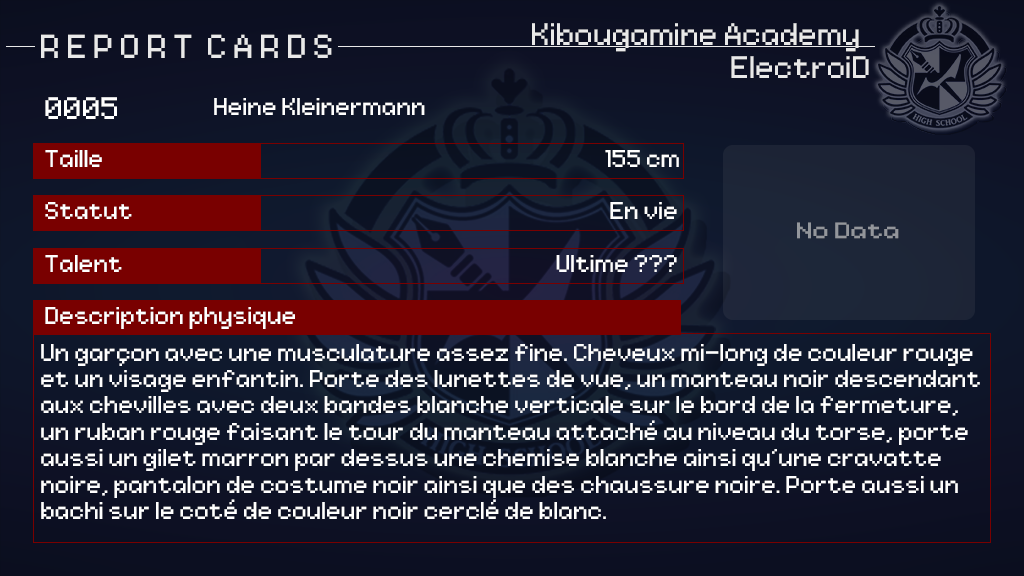 REPORT CARDS
Kibougamine Academy
ElectroiD
HIGH SCHOOL
0005 Heine Kleinermann
Taille 155 cm
Statut En vie
Talent Ultime ???
No Data
Description physique
Un garçon avec une musculature assez fine. Cheveux mi-long de couleur rouge
et un visage enfantin. Porte des lunettes de vue, un manteau noir descendant
aux chevilles avec deux bandes blanche verticale sur le bord de la fermeture,
un ruban rouge faisant le tour du manteau attaché au niveau du torse, porte
aussi un gilet marron par dessus une chemise blanche ainsi qu'une cravatte
noire, pantalon de costume noir ainsi que des chaussure noire. Porte aussi un
bachi sur le coté de couleur noir cerclé de blanc.